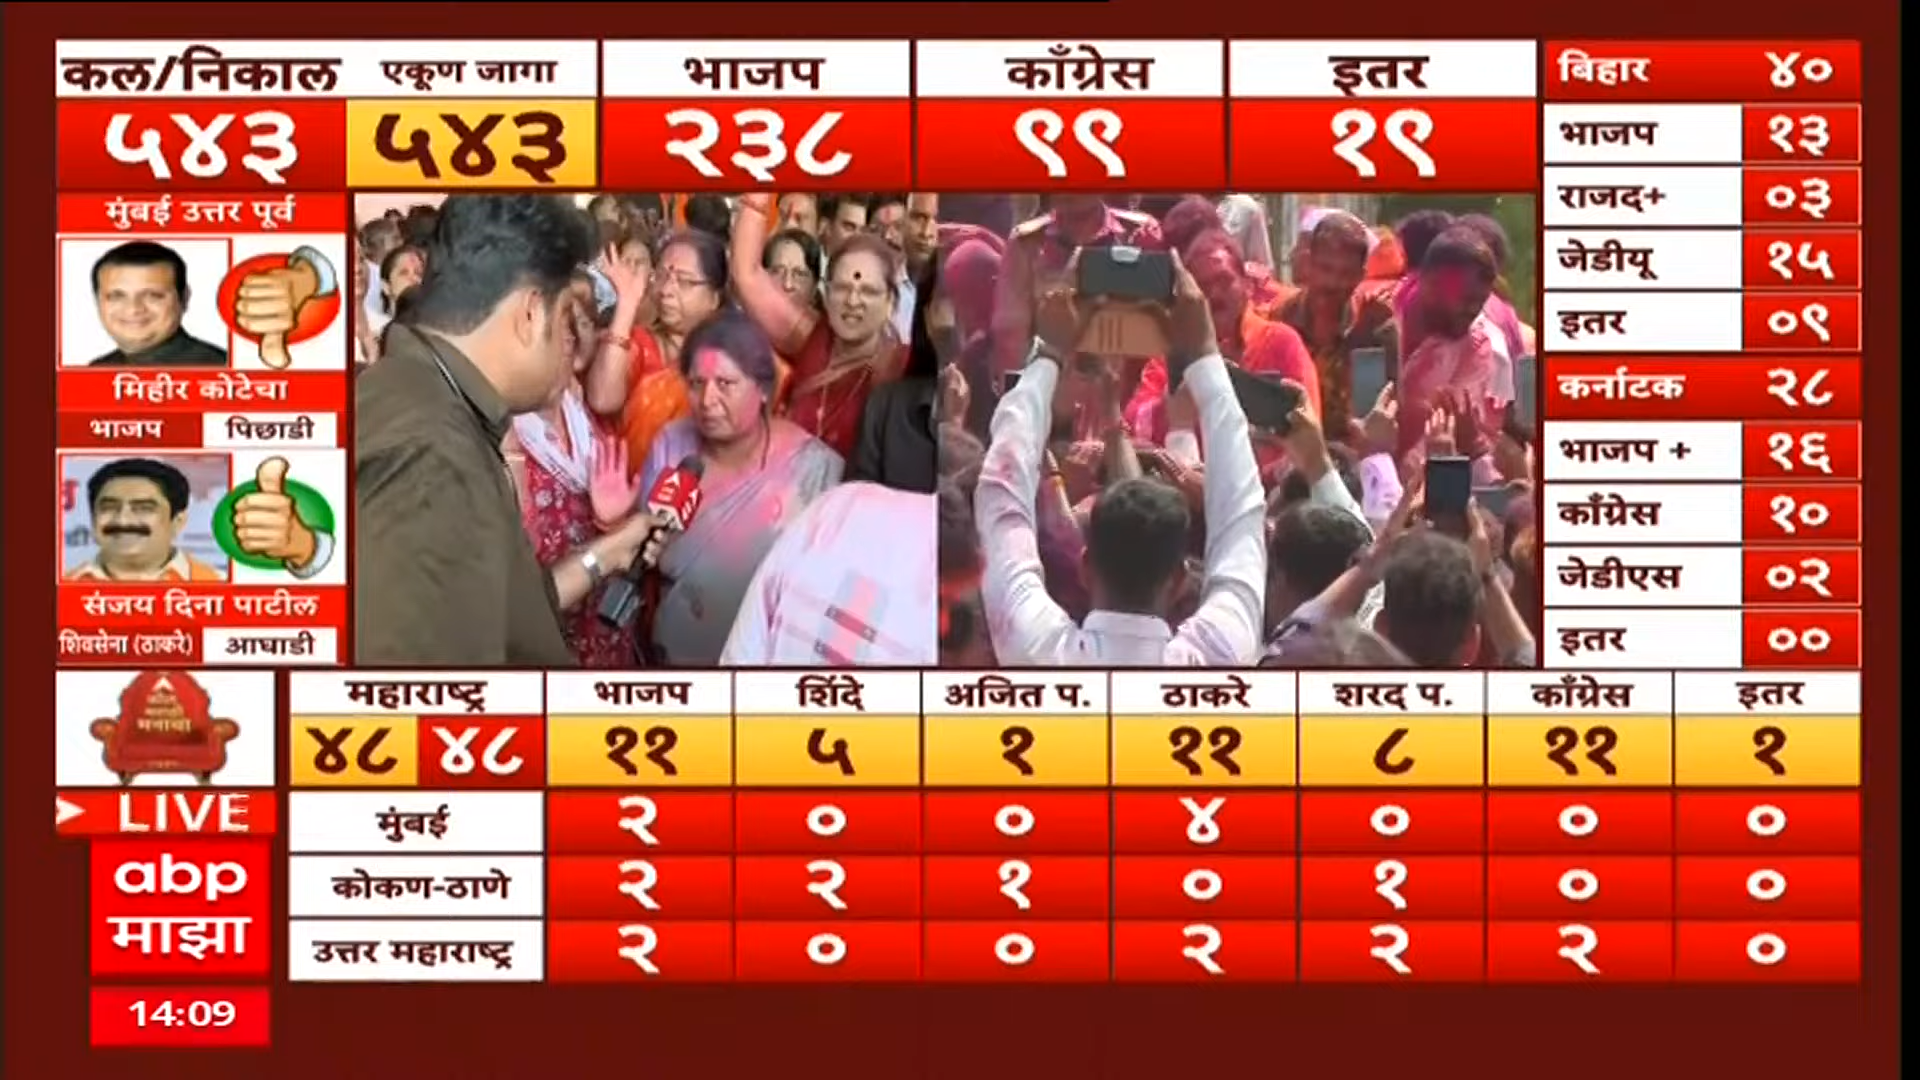 कल/निकाल एकूण जागा भाजप काँग्रेस इतर
५४३ ५४३ २३८ ९९ १९
मुंबई उत्तर पूर्व
मिहीर कोटेचा
भाजप पिछाडी
संजय दिना पाटील
शिवसेना (ठाकरे) आघाडी
बिहार ४०
भाजप १३
राजद+ ०३
जेडीयू १५
इतर ०९
कर्नाटक २८
भाजप + १६
काँग्रेस १०
जेडीएस ०२
इतर ००
महाराष्ट्र भाजप शिंदे अजित प. ठाकरे शरद प. काँग्रेस इतर
४८ ४८ ११ ५ १ ११ ८ ११ १
मुंबई २ ० ० ४ ० ० ०
कोकण-ठाणे २ २ १ ० १ ० ०
उत्तर महाराष्ट्र २ ० ० २ २ २ ०
LIVE
abp
माझा
14:09